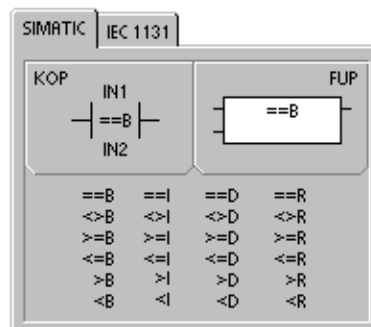 SIMATIC IEC 1131
KOP FUP
IN1
==B ==B
IN2
==B ==I ==D ==R
<>B <>I <>D <>R
>=B >=I >=D >=R
<=B <=I <=D <=R
>B >I >D >R
<B <I <D <R